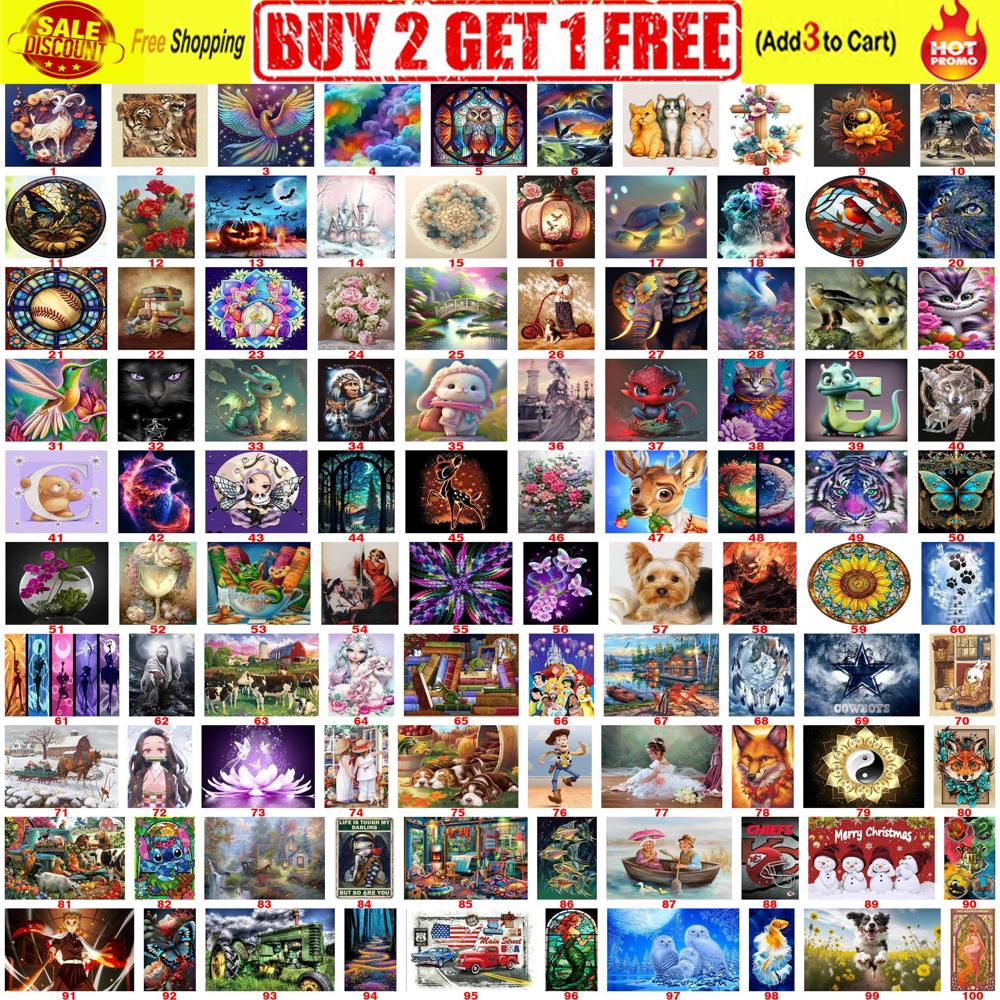 SALE
DISCOUNT
Free Shopping
BUY 2 GET 1 FREE
(Add 3 to Cart)
HOT
PROMO
1 2 3 4 5 6 7 8 9 10
11 12 13 14 15 16 17 18 19 20
21 22 23 24 25 26 27 28 29 30
E
31 32 33 34 35 36 37 38 39 40
C
41 42 43 44 45 46 47 48 49 50
51 52 53 54 55 56 57 58 59 60
COWBOYS
61 62 63 64 65 66 67 68 69 70
71 72 73 74 75 76 77 78 79 80
LIFE IS TOUGH MY
DARLING
BUT SO ARE YOU
CHIEFS
KC
Merry Christmas
81 82 83 84 85 86 87 88 89 90
Main Street
91 92 93 94 95 96 97 98 99 100